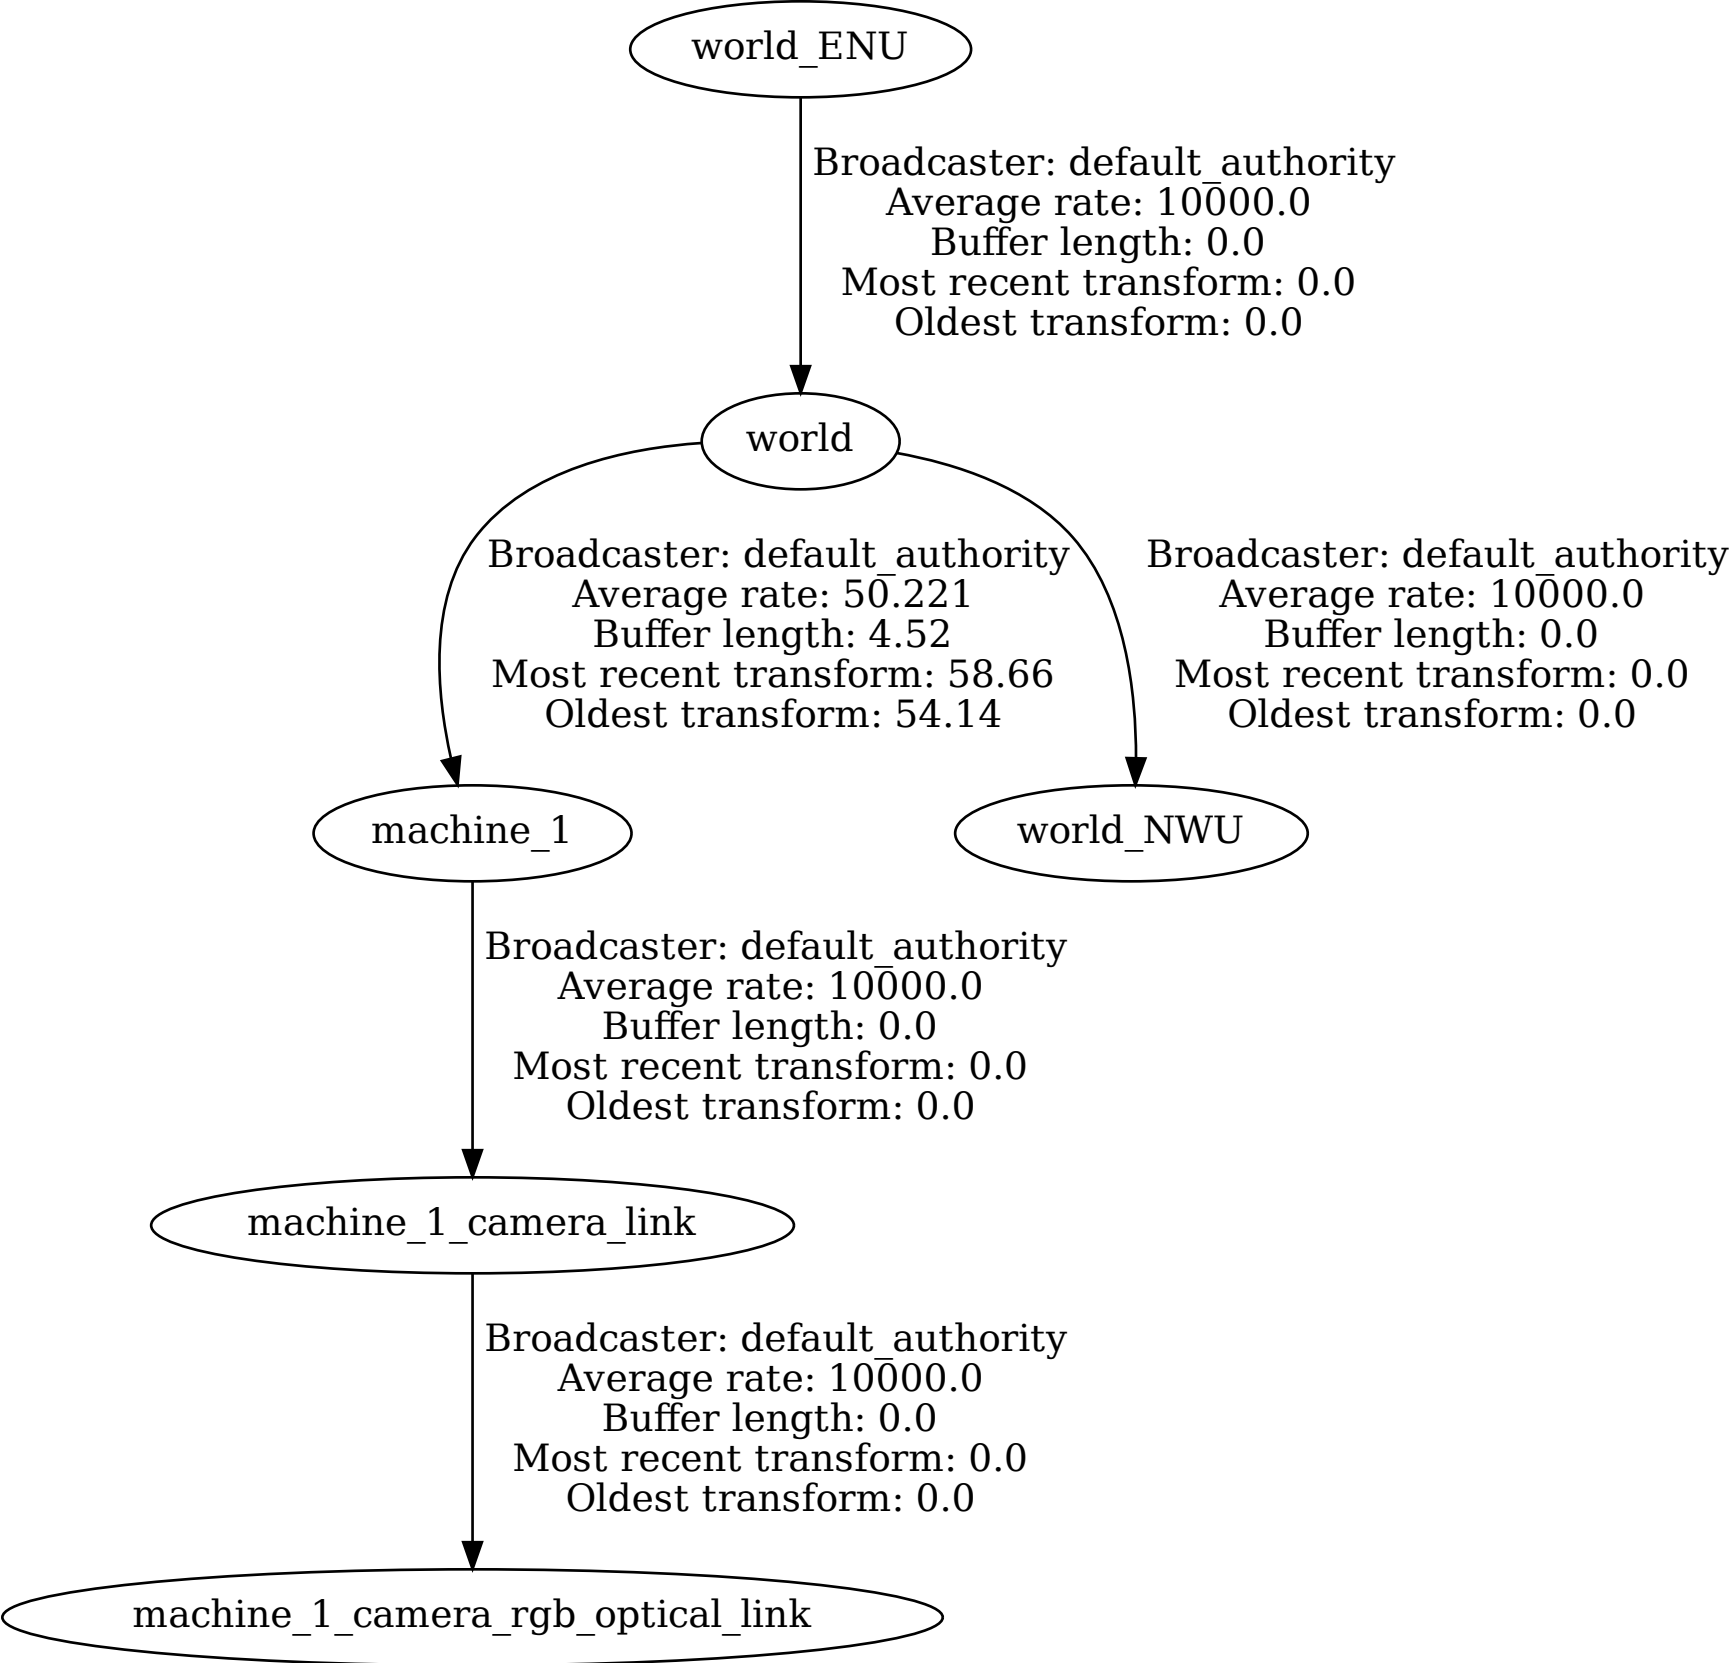 world_ENU
Broadcaster: default_authority
Average rate: 10000.0
Buffer length: 0.0
Most recent transform: 0.0
Oldest transform: 0.0
world
Broadcaster: default_authority
Average rate: 50.221
Buffer length: 4.52
Most recent transform: 58.66
Oldest transform: 54.14
Broadcaster: default_authority
Average rate: 10000.0
Buffer length: 0.0
Most recent transform: 0.0
Oldest transform: 0.0
machine_1
world_NWU
Broadcaster: default_authority
Average rate: 10000.0
Buffer length: 0.0
Most recent transform: 0.0
Oldest transform: 0.0
machine_1_camera_link
Broadcaster: default_authority
Average rate: 10000.0
Buffer length: 0.0
Most recent transform: 0.0
Oldest transform: 0.0
machine_1_camera_rgb_optical_link